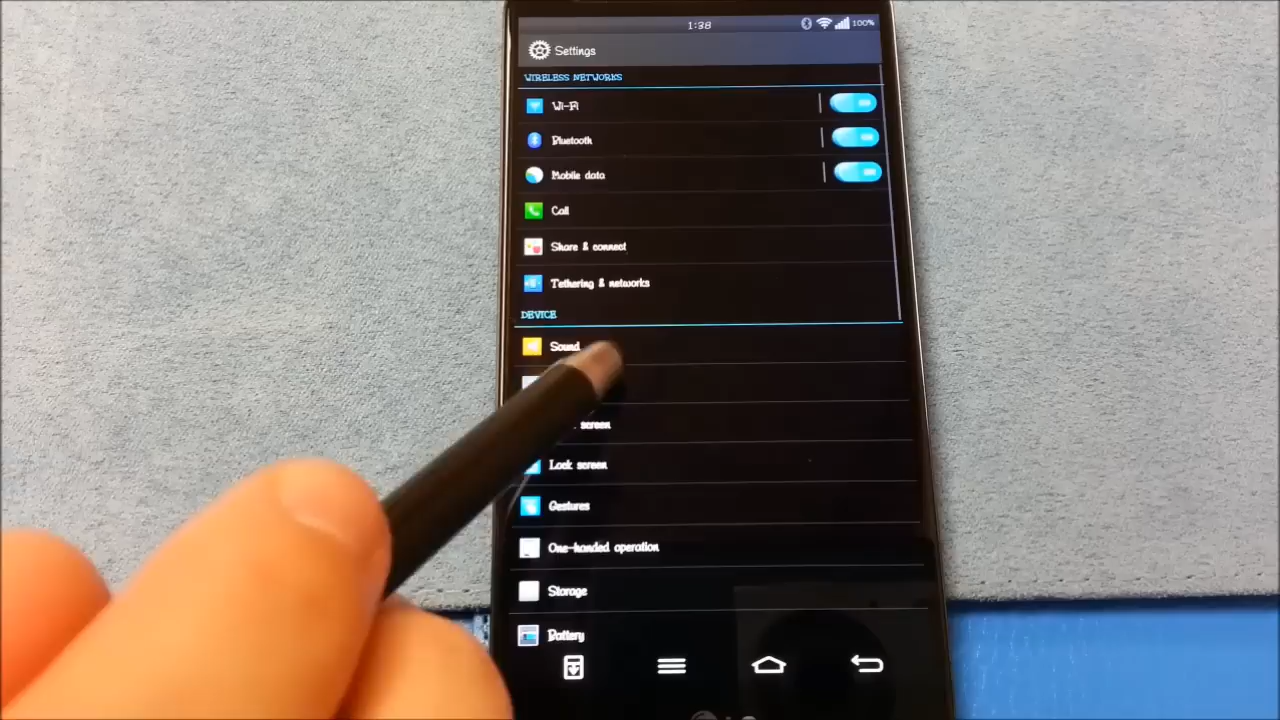 1:38
100%
Settings
WIRELESS NETWORKS
Wi-Fi
Bluetooth
Mobile data
Call
Share & connect
Tethering & networks
DEVICE
Sound
screen
Lock screen
Gestures
One-handed operation
Storage
Battery
LG